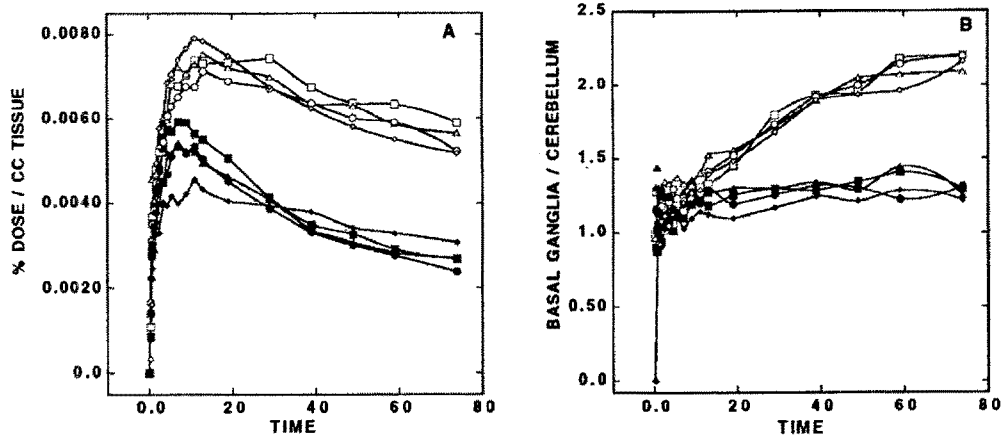 A
0.0080
0.0060
0.0040
0.0020
0.0
% DOSE / CC TISSUE
0.0 20 40 60 80
TIME
B
2.5
2.0
1.5
1.0
0.50
0.0
BASAL GANGLIA / CEREBELLUM
0.0 20 40 60 80
TIME